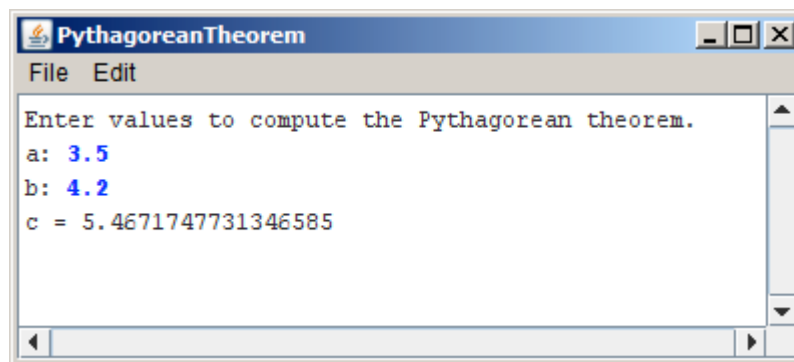 PythagoreanTheorem
File Edit
Enter values to compute the Pythagorean theorem.
a: 3.5
b: 4.2
c = 5.4671747731346585